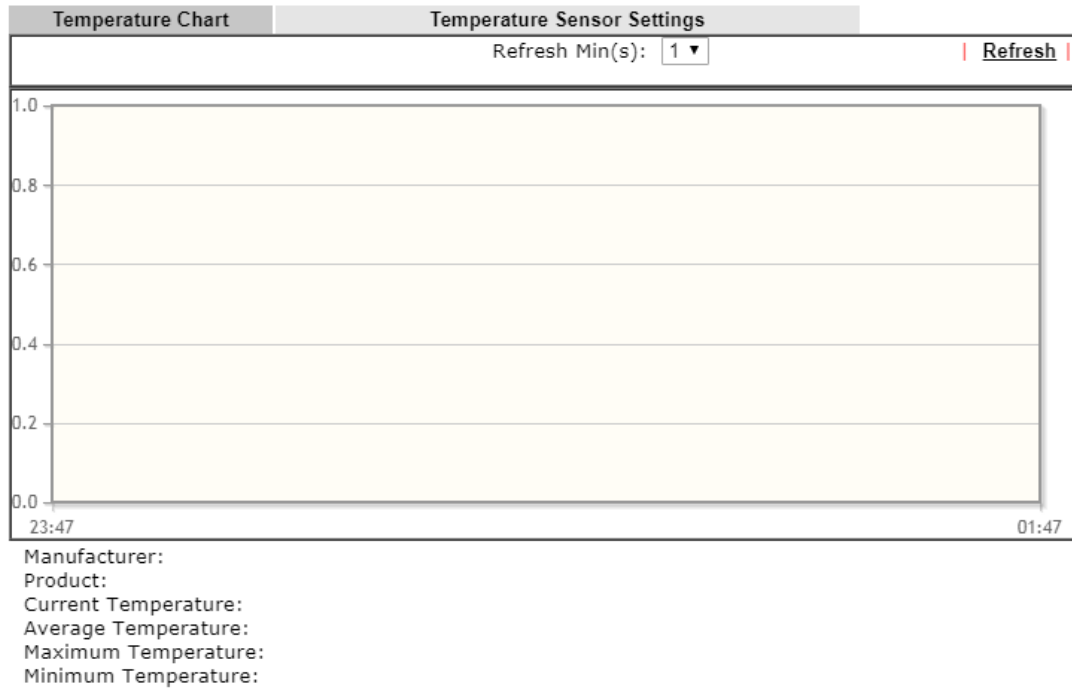 Temperature Chart Temperature Sensor Settings
Refresh Min(s): 1 ▼ | Refresh |
1.0
0.8
0.6
0.4
0.2
0.0
23:47 01:47
Manufacturer:
Product:
Current Temperature:
Average Temperature:
Maximum Temperature:
Minimum Temperature: